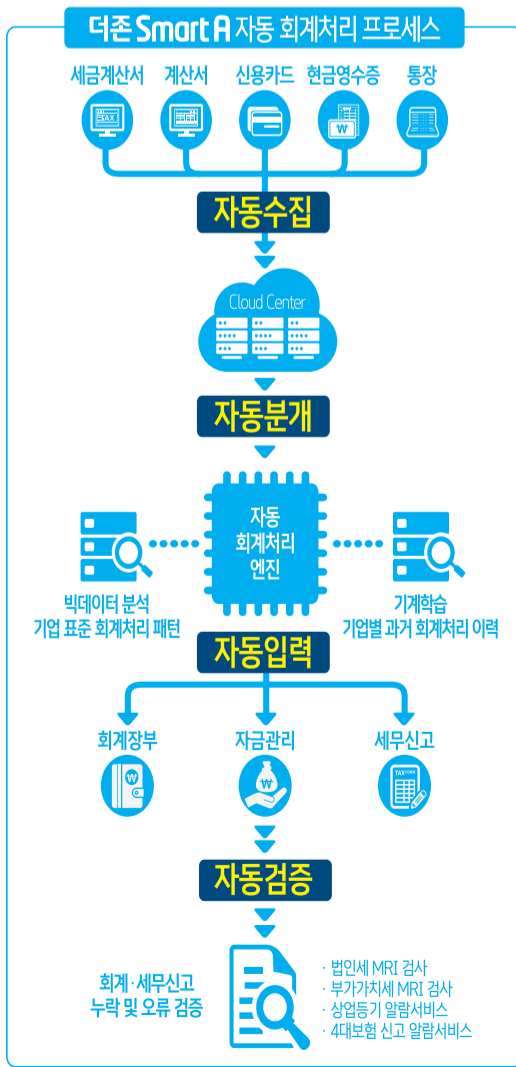 더존 Smart A 자동 회계처리 프로세스
세금계산서 계산서 신용카드 현금영수증 통장
TAX
₩
자동수집
Cloud Center
자동분개
자동
회계처리
엔진
빅데이터 분석
기업 표준 회계처리 패턴
기계학습
기업별 과거 회계처리 이력
자동입력
회계장부 자금관리 세무신고
₩ ₩ TAX
자동검증
회계·세무신고
누락 및 오류 검증
· 법인세 MRI 검사
· 부가가치세 MRI 검사
· 상업등기 알람서비스
· 4대보험 신고 알람서비스